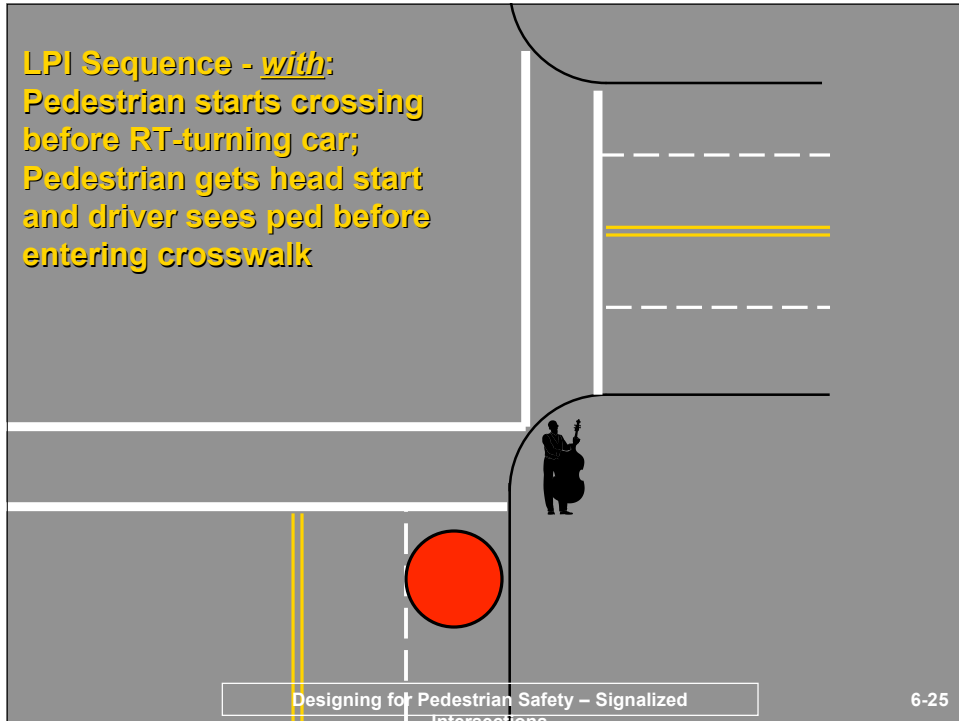 LPI Sequence - with:
Pedestrian starts crossing
before RT-turning car;
Pedestrian gets head start
and driver sees ped before
entering crosswalk
Designing for Pedestrian Safety – Signalized
Intersections
6-25